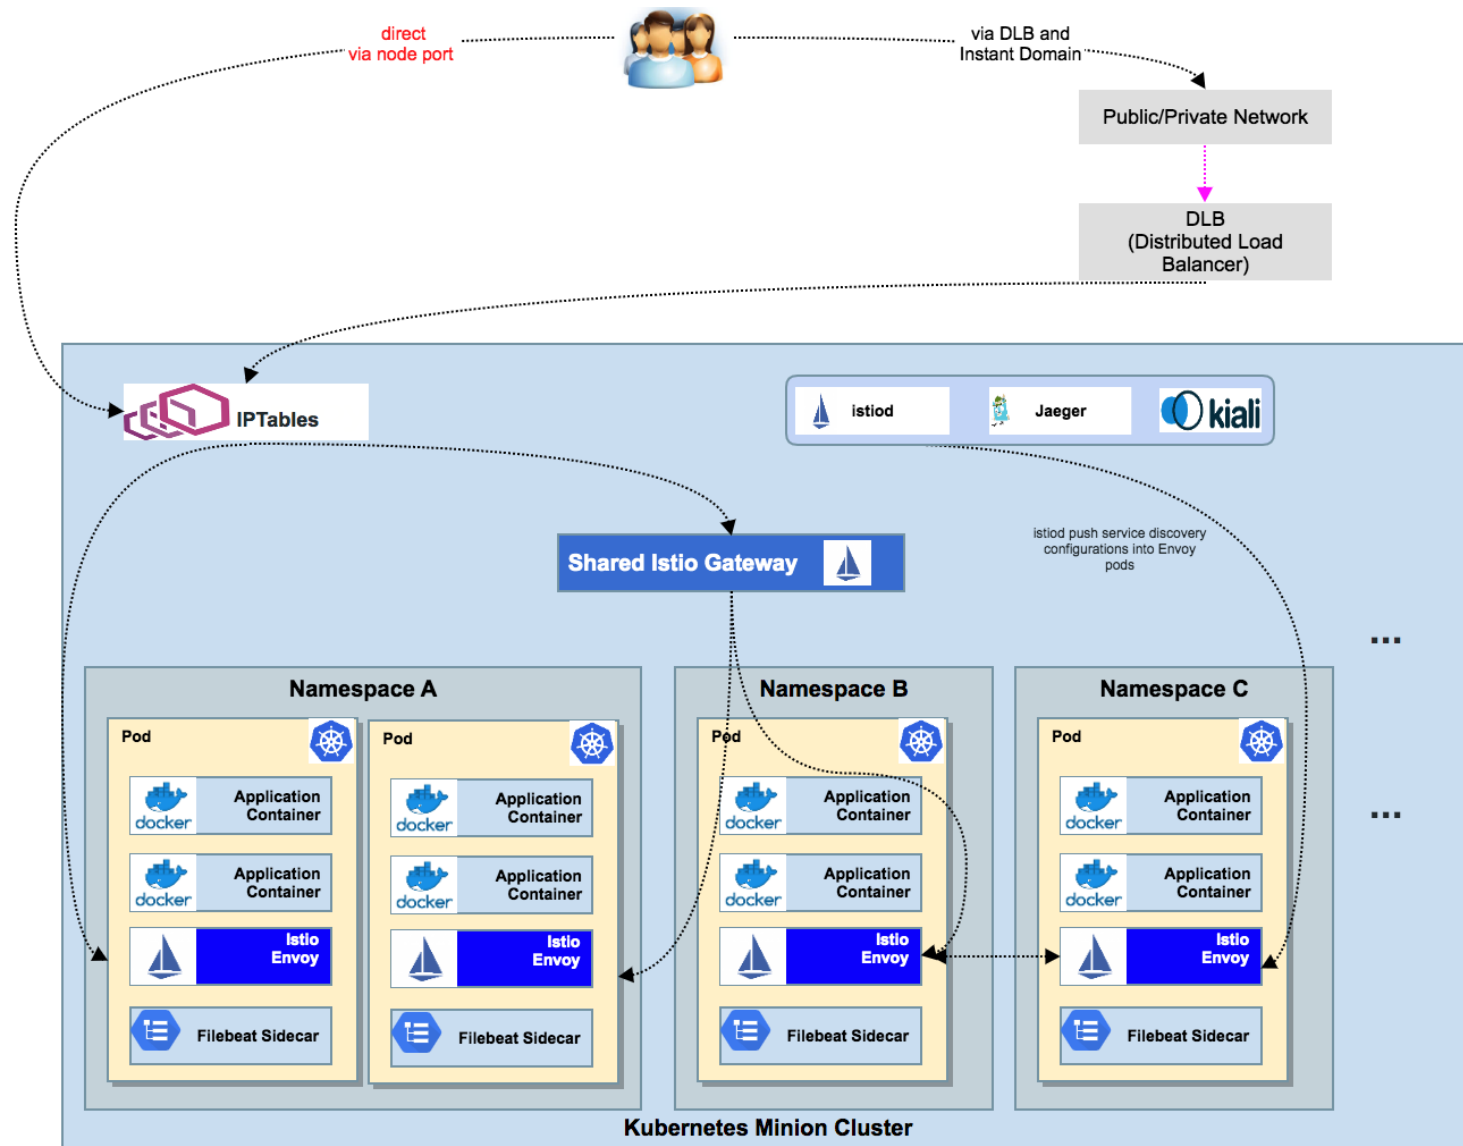 direct
via node port
via DLB and
Instant Domain
Public/Private Network
DLB
(Distributed Load
Balancer)
IPTables
istiod
Jaeger
kiali
Shared Istio Gateway
istiod push service discovery
configurations into Envoy
pods
...
Namespace A
Namespace B
Namespace C
Pod
Pod
Pod
Pod
docker
Application
Container
docker
Application
Container
docker
Application
Container
docker
Application
Container
...
docker
Application
Container
docker
Application
Container
docker
Application
Container
docker
Application
Container
Istio
Envoy
Istio
Envoy
Istio
Envoy
Istio
Envoy
Filebeat Sidecar
Filebeat Sidecar
Filebeat Sidecar
Filebeat Sidecar
Kubernetes Minion Cluster